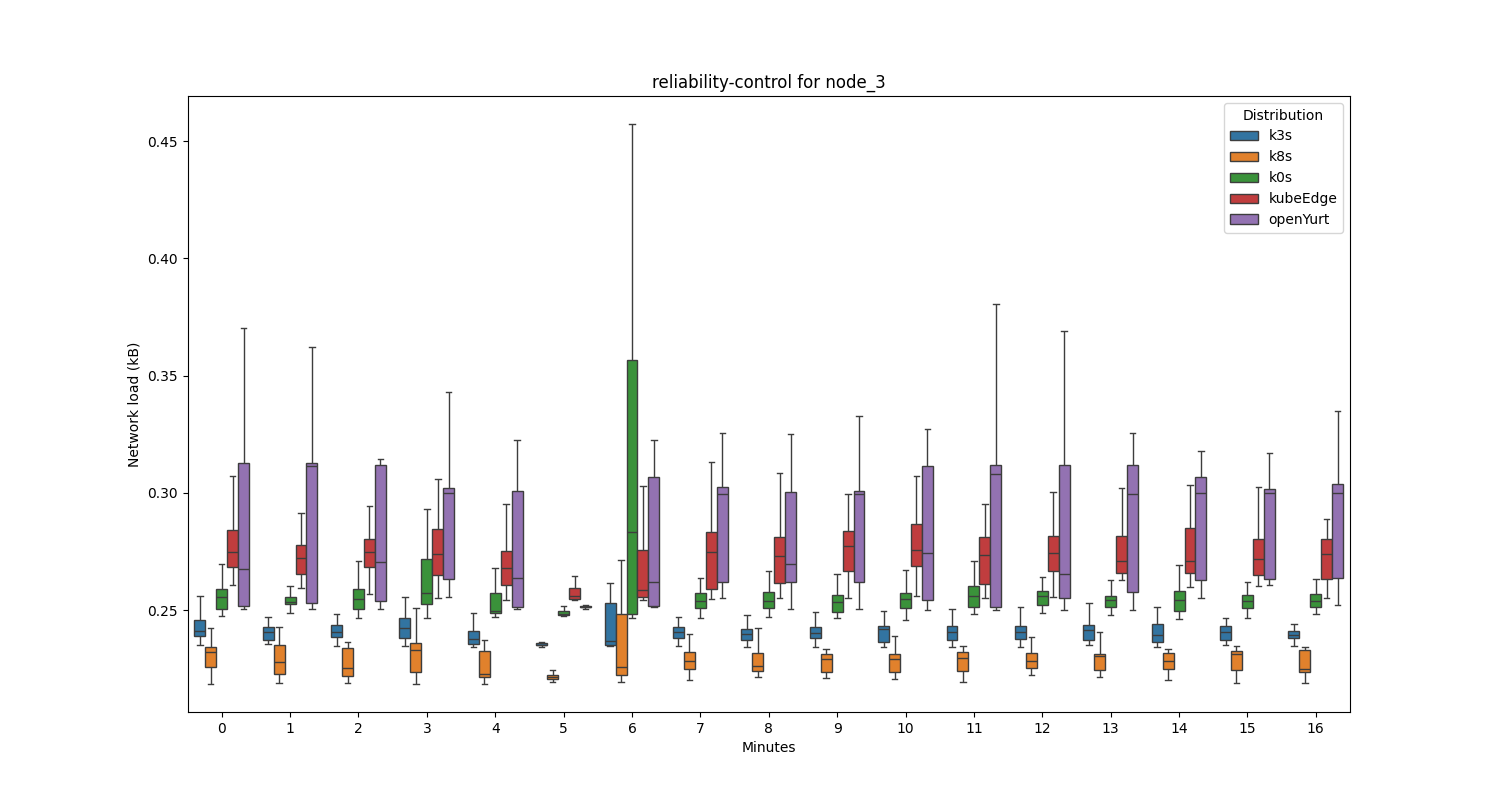 reliability-control for node_3
Network load (kB)
0.45
0.40
0.35
0.30
0.25
Distribution
k3s
k8s
k0s
kubeEdge
openYurt
0 1 2 3 4 5 6 7 8 9 10 11 12 13 14 15 16
Minutes